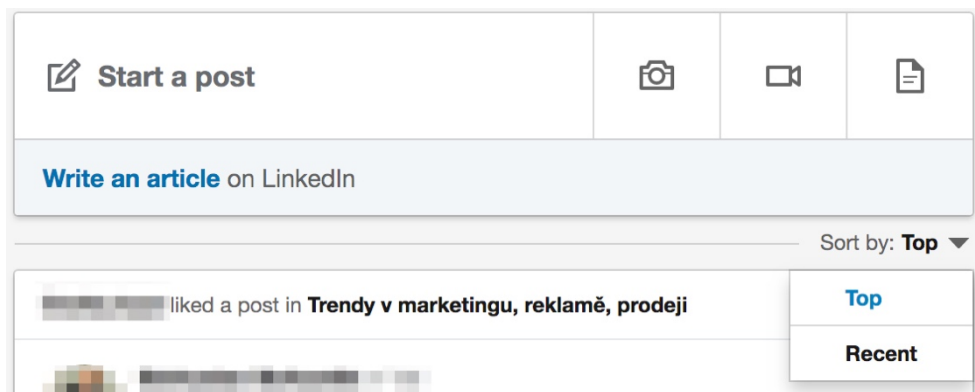 Start a post
Write an article on LinkedIn
Sort by: Top
liked a post in Trendy v marketingu, reklamě, prodeji
Top
Recent